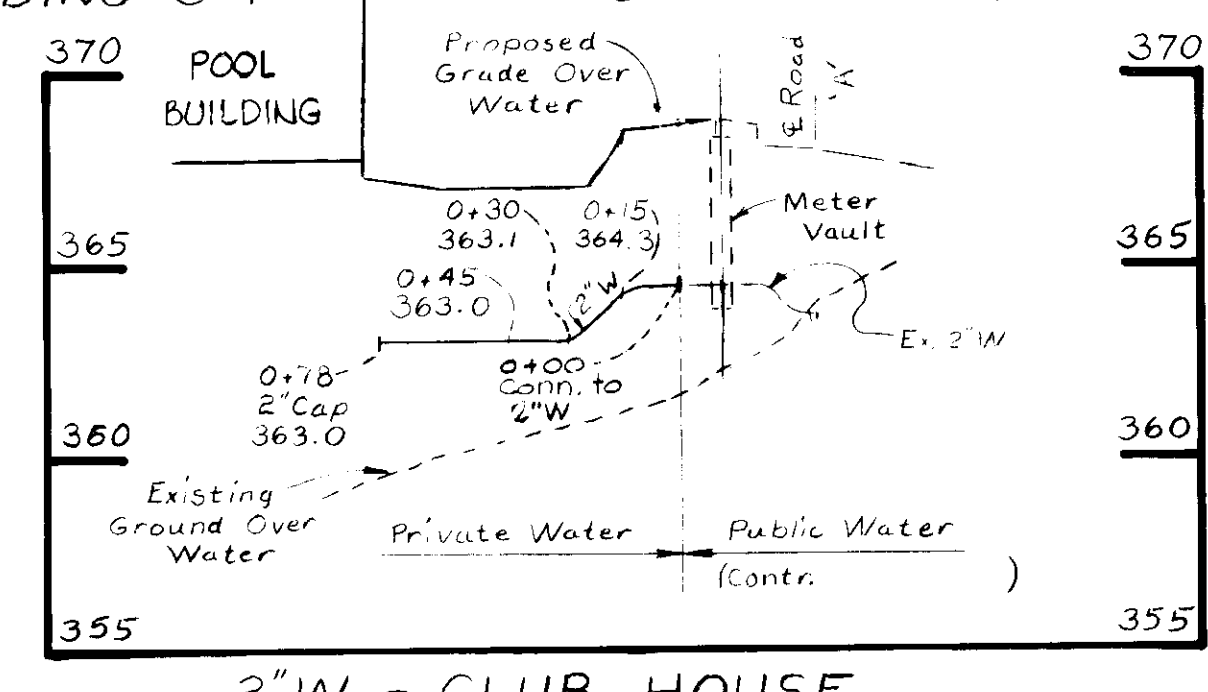 370
POOL
BUILDING
Proposed
Grade Over
Water
℄ Road
'A'
370
365
0+30
363.1
0+15
364.3
Meter
Vault
365
0+45
363.0
2"W
Ex. 2"W
0+78
2"Cap
363.0
0+00
Conn. to
2"W
360
360
Existing
Ground Over
Water
Private Water
Public Water
(Contr. )
355
355
2"W - CLUB HOUSE